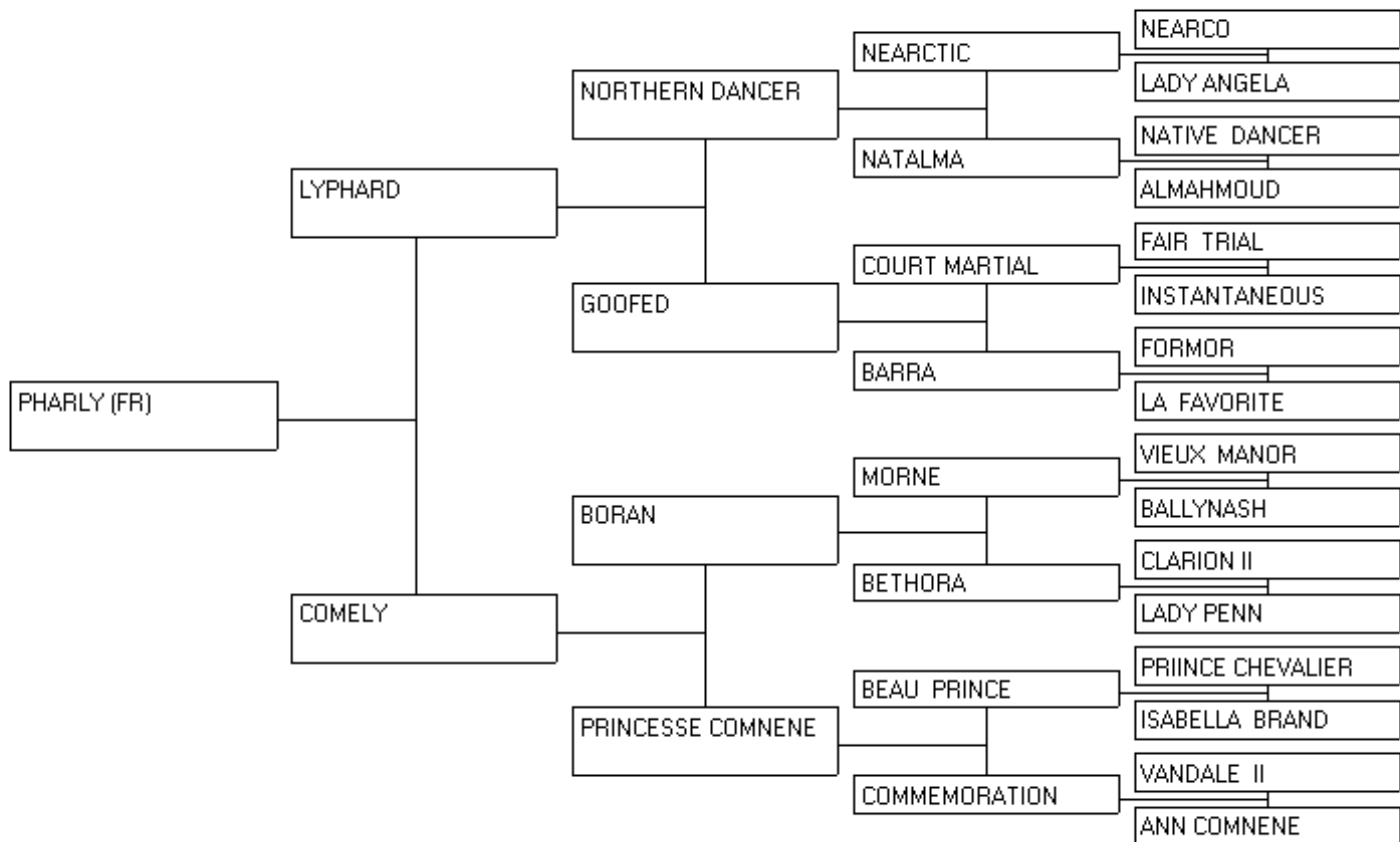 NEARCO
NEARCTIC
LADY ANGELA
NORTHERN DANCER
NATIVE DANCER
NATALMA
ALMAHMOUD
LYPHARD
FAIR TRIAL
COURT MARTIAL
INSTANTANEOUS
GOOFED
FORMOR
BARRA
LA FAVORITE
PHARLY (FR)
VIEUX MANOR
MORNE
BALLYNASH
BORAN
CLARION II
BETHORA
LADY PENN
COMELY
PRIINCE CHEVALIER
BEAU PRINCE
ISABELLA BRAND
PRINCESSE COMNENE
VANDALE II
COMMEMORATION
ANN COMNENE